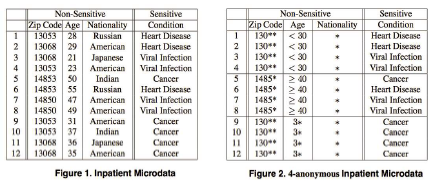 Non-Sensitive Sensitive
Zip Code Age Nationality Condition
1 13053 28 Russian Heart Disease
2 13068 29 American Heart Disease
3 13068 21 Japanese Viral Infection
4 13053 23 American Viral Infection
5 14853 50 Indian Cancer
6 14853 55 Russian Heart Disease
7 14850 47 American Viral Infection
8 14850 49 American Viral Infection
9 13053 31 American Cancer
10 13053 37 Indian Cancer
11 13068 36 Japanese Cancer
12 13068 35 American Cancer
Figure 1. Inpatient Microdata
Non-Sensitive Sensitive
Zip Code Age Nationality Condition
1 130** < 30 * Heart Disease
2 130** < 30 * Heart Disease
3 130** < 30 * Viral Infection
4 130** < 30 * Viral Infection
5 1485* ≥ 40 * Cancer
6 1485* ≥ 40 * Heart Disease
7 1485* ≥ 40 * Viral Infection
8 1485* ≥ 40 * Viral Infection
9 130** 3* * Cancer
10 130** 3* * Cancer
11 130** 3* * Cancer
12 130** 3* * Cancer
Figure 2. 4-anonymous Inpatient Microdata